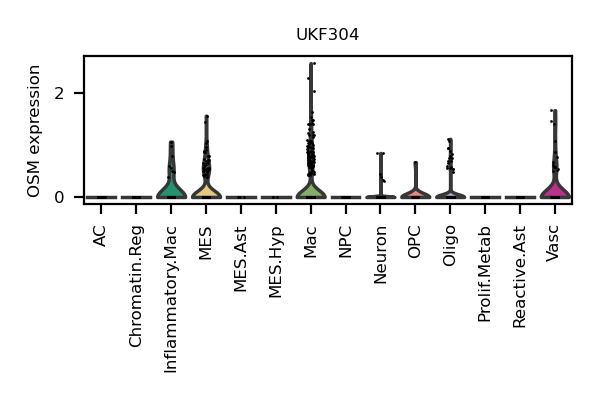 UKF304
OSM expression
2
0
AC
Chromatin.Reg
Inflammatory.Mac
MES
MES.Ast
MES.Hyp
Mac
NPC
Neuron
OPC
Oligo
Prolif.Metab
Reactive.Ast
Vasc